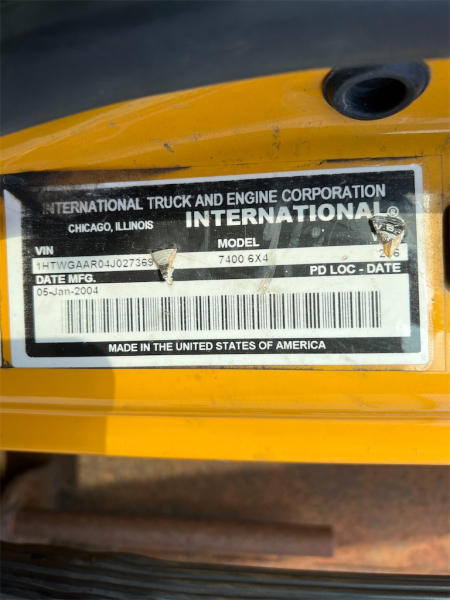 INTERNATIONAL TRUCK AND ENGINE CORPORATION
CHICAGO, ILLINOIS INTERNATIONAL®
VIN MODEL
1HTWGAAR04J027369 7400 6X4
DATE MFG. PD LOC - DATE
05-Jan-2004
MADE IN THE UNITED STATES OF AMERICA